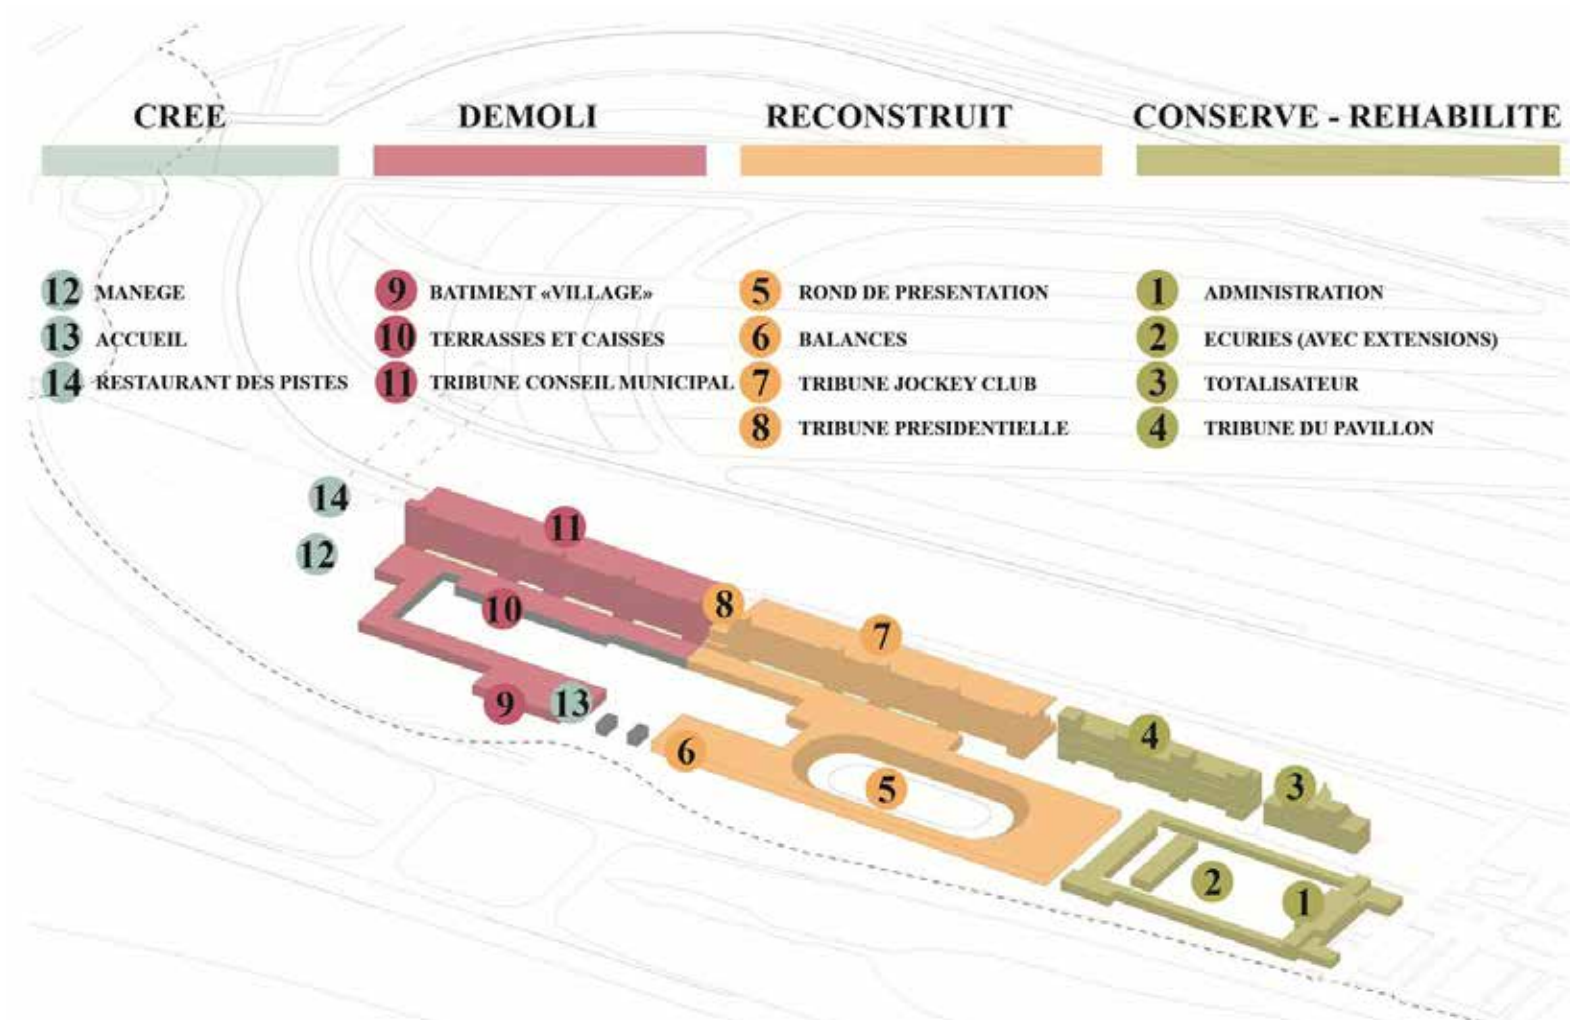 CREE
DEMOLI
RECONSTRUIT
CONSERVE - REHABILITE
12 MANEGE
13 ACCUEIL
14 RESTAURANT DES PISTES
9 BATIMENT «VILLAGE»
10 TERRASSES ET CAISSES
11 TRIBUNE CONSEIL MUNICIPAL
5 ROND DE PRESENTATION
6 BALANCES
7 TRIBUNE JOCKEY CLUB
8 TRIBUNE PRESIDENTIELLE
1 ADMINISTRATION
2 ECURIES (AVEC EXTENSIONS)
3 TOTALISATEUR
4 TRIBUNE DU PAVILLON
14
11
12
10
8
7
9
13
6
5
4
3
2
1